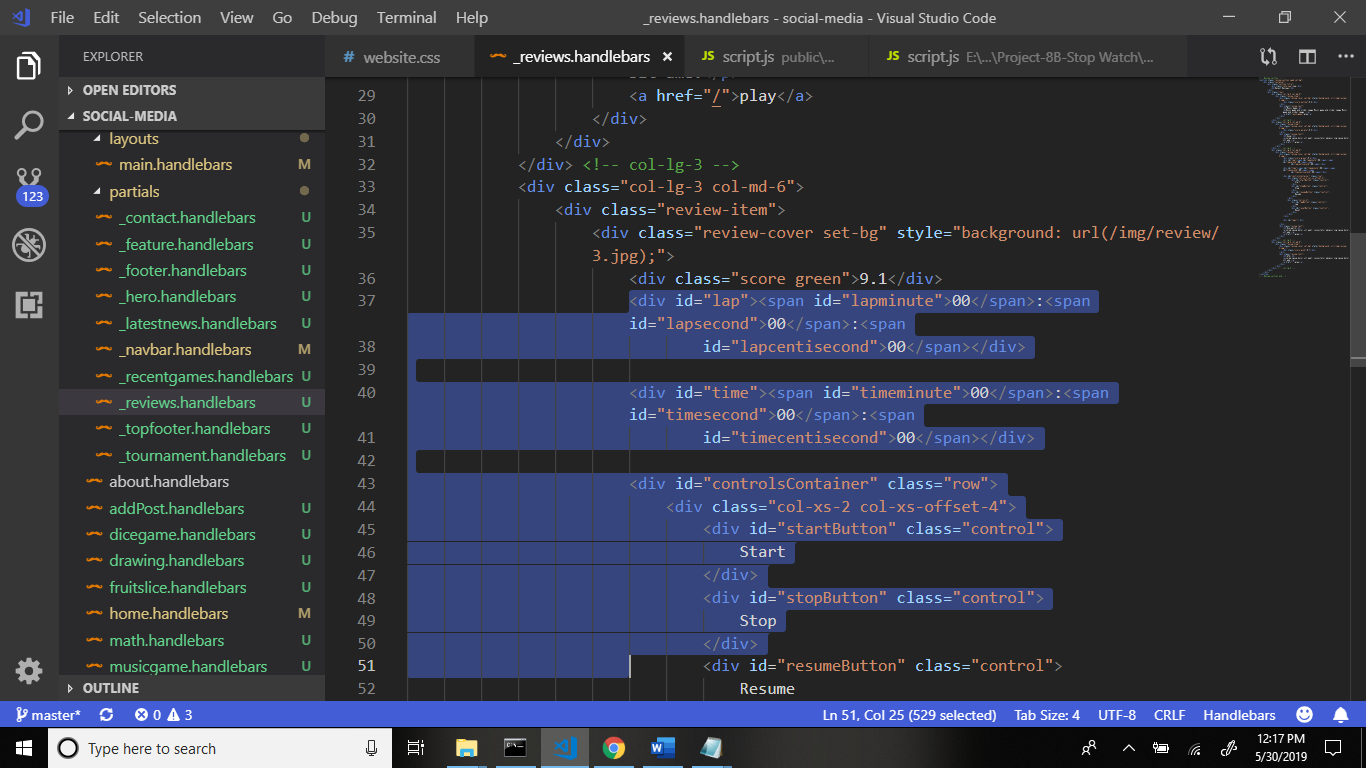 File Edit Selection View Go Debug Terminal Help
_reviews.handlebars - social-media - Visual Studio Code
EXPLORER
# website.css
_reviews.handlebars ×
JS script.js public\...
JS script.js E:\...\Project-8B-Stop Watch\...
OPEN EDITORS
SOCIAL-MEDIA
layouts
main.handlebars M
partials
_contact.handlebars U
_feature.handlebars U
_footer.handlebars U
_hero.handlebars U
_latestnews.handlebars U
_navbar.handlebars M
_recentgames.handlebars U
_reviews.handlebars U
_topfooter.handlebars U
_tournament.handlebars U
about.handlebars
addPost.handlebars U
dicegame.handlebars U
drawing.handlebars U
fruitslice.handlebars U
home.handlebars M
math.handlebars U
musicgame.handlebars U
OUTLINE
123
29 <a href="/">play</a>
30 </div>
31 </div>
32 </div> <!-- col-lg-3 -->
33 <div class="col-lg-3 col-md-6">
34 <div class="review-item">
35 <div class="review-cover set-bg" style="background: url(/img/review/
3.jpg);">
36 <div class="score green">9.1</div>
37 <div id="lap"><span id="lapminute">00</span>:<span
id="lapsecond">00</span>:<span
38 id="lapcentisecond">00</span></div>
39
40 <div id="time"><span id="timeminute">00</span>:<span
id="timesecond">00</span>:<span
41 id="timecentisecond">00</span></div>
42
43 <div id="controlsContainer" class="row">
44 <div class="col-xs-2 col-xs-offset-4">
45 <div id="startButton" class="control">
46 Start
47 </div>
48 <div id="stopButton" class="control">
49 Stop
50 </div>
51 <div id="resumeButton" class="control">
52 Resume
master* 0 3
Ln 51, Col 25 (529 selected) Tab Size: 4 UTF-8 CRLF Handlebars
Type here to search
12:17 PM
5/30/2019